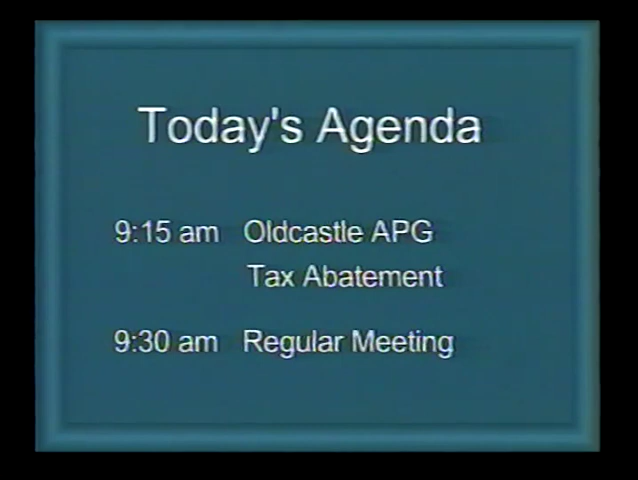 Today's Agenda
9:15 am Oldcastle APG
Tax Abatement
9:30 am Regular Meeting